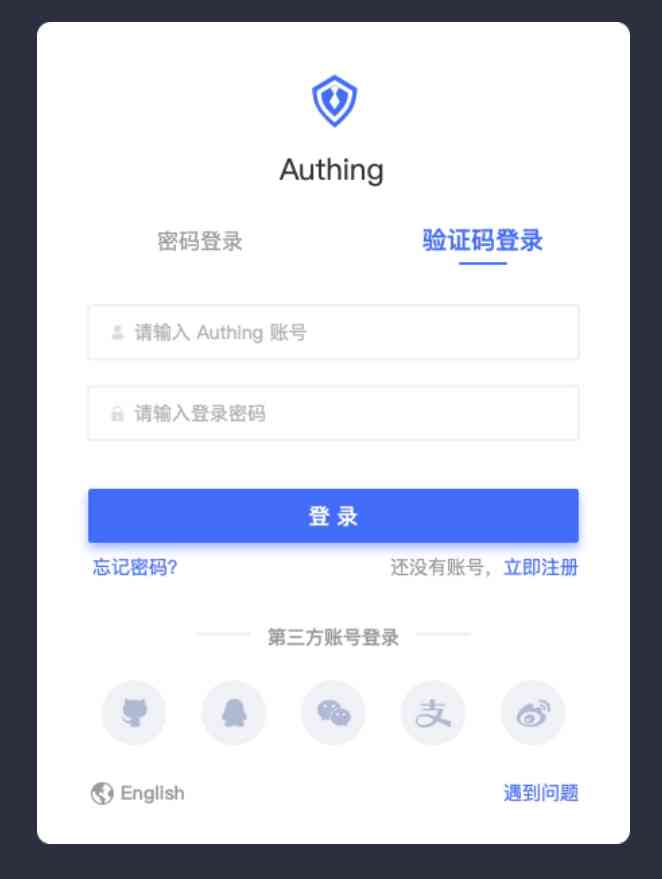 Authing
密码登录 验证码登录
请输入 Authing 账号
请输入登录密码
登 录
忘记密码? 还没有账号，立即注册
第三方账号登录
支
English 遇到问题